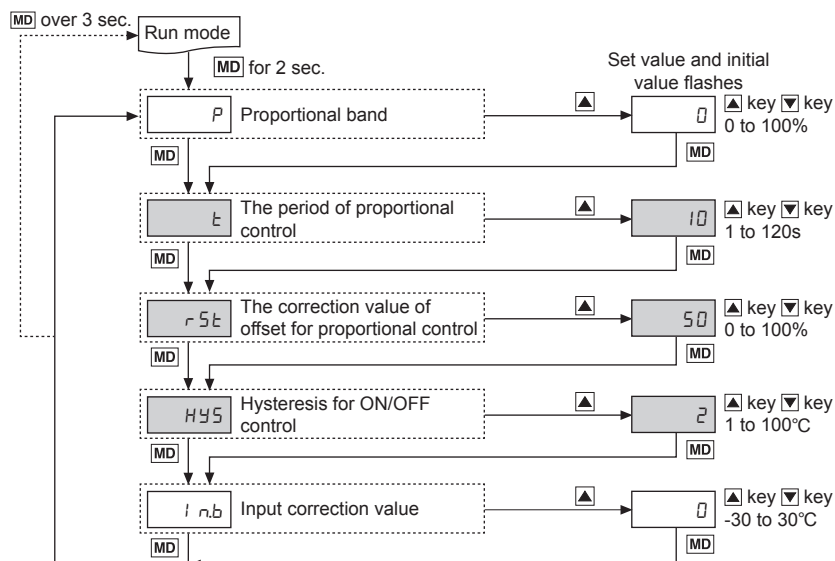 MD over 3 sec.
Run mode
MD for 2 sec.
Set value and initial
value flashes
P Proportional band ▲ 0 ▲ key ▼ key
0 to 100%
MD MD
t The period of proportional
control ▲ 10 ▲ key ▼ key
1 to 120s
MD MD
rSt The correction value of
offset for proportional control ▲ 50 ▲ key ▼ key
0 to 100%
MD MD
HYS Hysteresis for ON/OFF
control ▲ 2 ▲ key ▼ key
1 to 100°C
MD MD
In.b Input correction value ▲ 0 ▲ key ▼ key
-30 to 30°C
MD MD